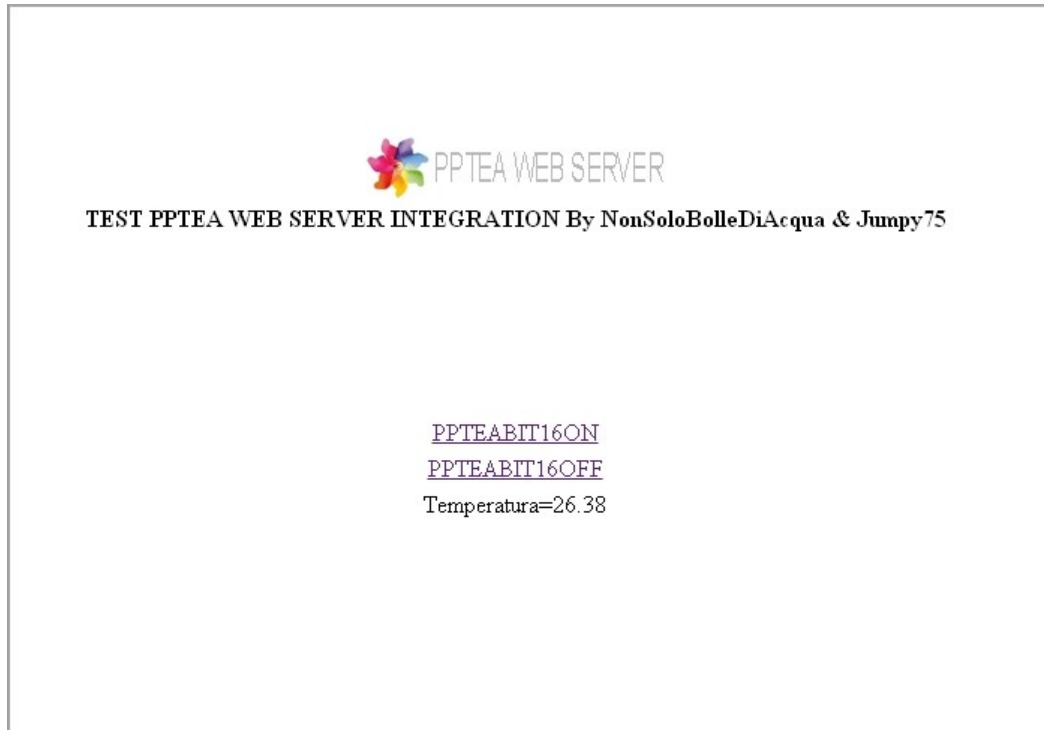 PPTEA WEB SERVER
TEST PPTEA WEB SERVER INTEGRATION By NonSoloBolleDiAcqua & Jumpy75
PPTEABIT16ON
PPTEABIT16OFF
Temperatura=26.38